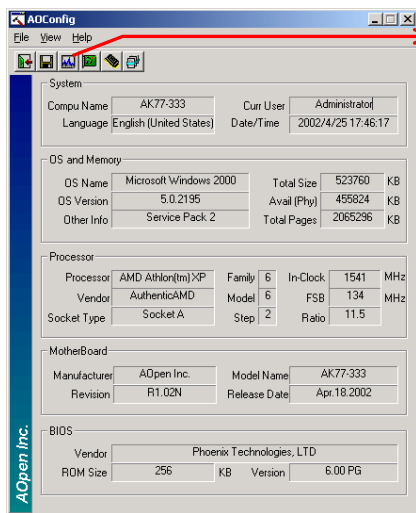 AOConfig
File View Help
System
Compu Name AK77-333 Curr User Administrator
Language English (United States) Date/Time 2002/4/25 17:46:17
OS and Memory
OS Name Microsoft Windows 2000 Total Size 523760 KB
OS Version 5.0.2195 Avail (Phy) 455824 KB
Other Info Service Pack 2 Total Pages 2065296 KB
Processor
Processor AMD Athlon(tm) XP Family 6 In-Clock 1541 MHz
Vendor AuthenticAMD Model 6 FSB 134 MHz
Socket Type Socket A Step 2 Ratio 11.5
MotherBoard
Manufacturer AOpen Inc. Model Name AK77-333
Revision R1.02N Release Date Apr.18.2002
BIOS
Vendor Phoenix Technologies, LTD
ROM Size 256 KB Version 6.00 PG
AOpen Inc.